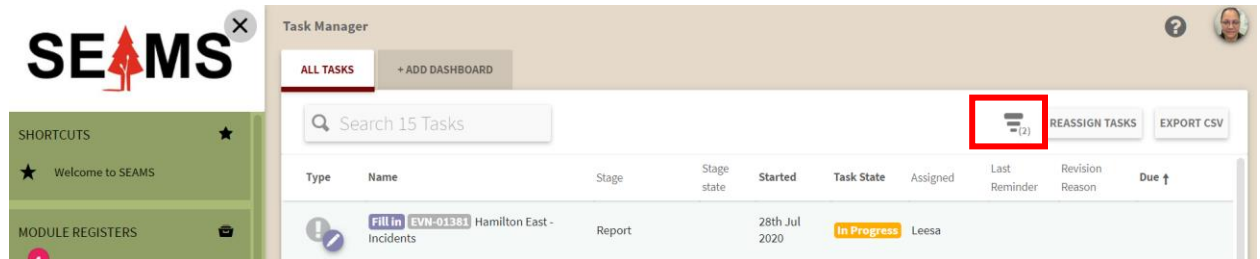 SEAMS
Task Manager
ALL TASKS
+ ADD DASHBOARD
SHORTCUTS
Welcome to SEAMS
MODULE REGISTERS
Search 15 Tasks
(2)
REASSIGN TASKS
EXPORT CSV
Type
Name
Stage
Stage
state
Started
Task State
Assigned
Last
Reminder
Revision
Reason
Due
Fill in EVN-01381 Hamilton East -
Incidents
Report
28th Jul
2020
In Progress
Leesa